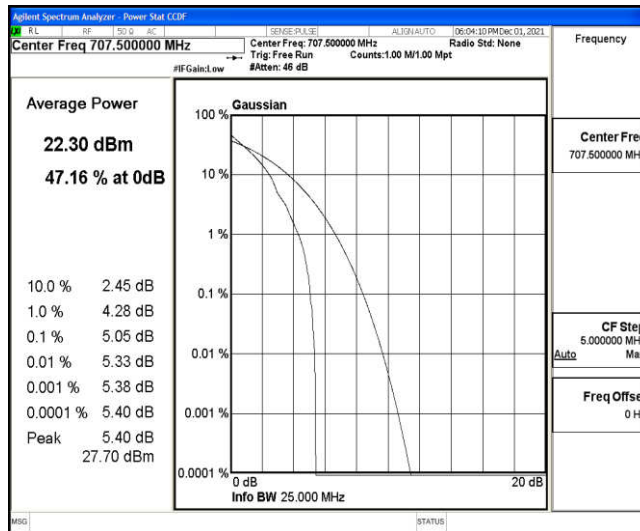 Agilent Spectrum Analyzer - Power Stat CCDF
RL RF 50 Ω AC SENSE:PULSE ALIGN AUTO 06:04:10 PM Dec 01, 2021
Center Freq 707.500000 MHz
Center Freq: 707.500000 MHz Radio Std: None
Trig: Free Run Counts:1.00 M/1.00 Mpt
#IFGain:Low #Atten: 46 dB
Frequency
Average Power
22.30 dBm
47.16 % at 0dB
10.0 % 2.45 dB
1.0 % 4.28 dB
0.1 % 5.05 dB
0.01 % 5.33 dB
0.001 % 5.38 dB
0.0001 % 5.40 dB
Peak 5.40 dB
27.70 dBm
Gaussian
100 %
10 %
1 %
0.1 %
0.01 %
0.001 %
0.0001 %
0 dB 20 dB
Info BW 25.000 MHz
Center Fre
707.500000 MH
CF Step
5.000000 MH
Auto Ma
Freq Offse
0 H
MSG STATUS